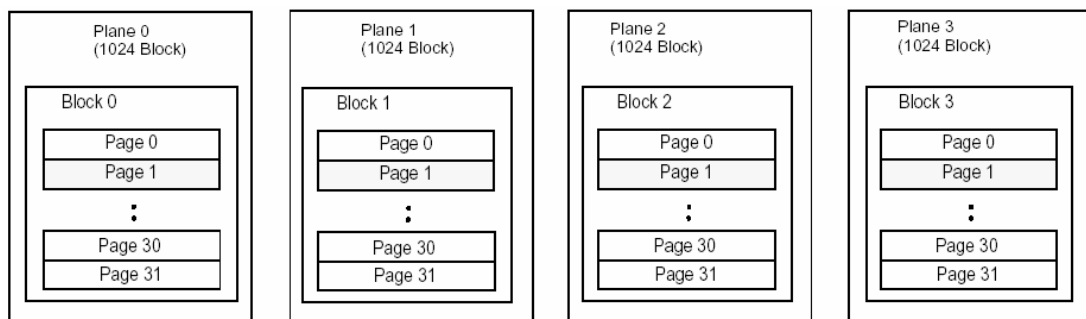 Plane 0
(1024 Block)
Block 0
Page 0
Page 1
Page 30
Page 31
Plane 1
(1024 Block)
Block 1
Page 0
Page 1
Page 30
Page 31
Plane 2
(1024 Block)
Block 2
Page 0
Page 1
Page 30
Page 31
Plane 3
(1024 Block)
Block 3
Page 0
Page 1
Page 30
Page 31